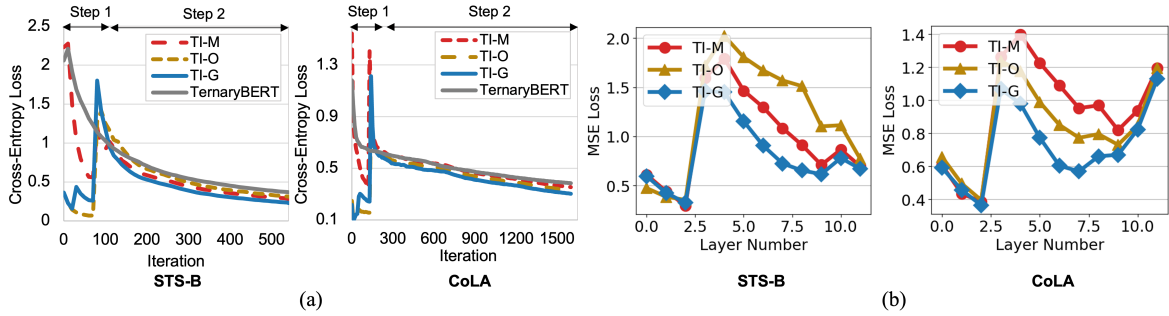 Step 1 Step 2
Cross-Entropy Loss
2.5
2
1.5
1
0.5
0
TI-M
TI-O
TI-G
TernaryBERT
0 100 200 300 400 500
Iteration
STS-B
Step 1 Step 2
Cross-Entropy Loss
1.3
0.9
0.5
0.1
TI-M
TI-O
TI-G
TernaryBERT
0 300 600 900 1200 1500
Iteration
CoLA
(a)
MSE Loss
2.0
1.5
1.0
0.5
TI-M
TI-O
TI-G
0.0 2.5 5.0 7.5 10.0
Layer Number
STS-B
MSE Loss
1.4
1.2
1.0
0.8
0.6
0.4
TI-M
TI-O
TI-G
0.0 2.5 5.0 7.5 10.0
Layer Number
CoLA
(b)